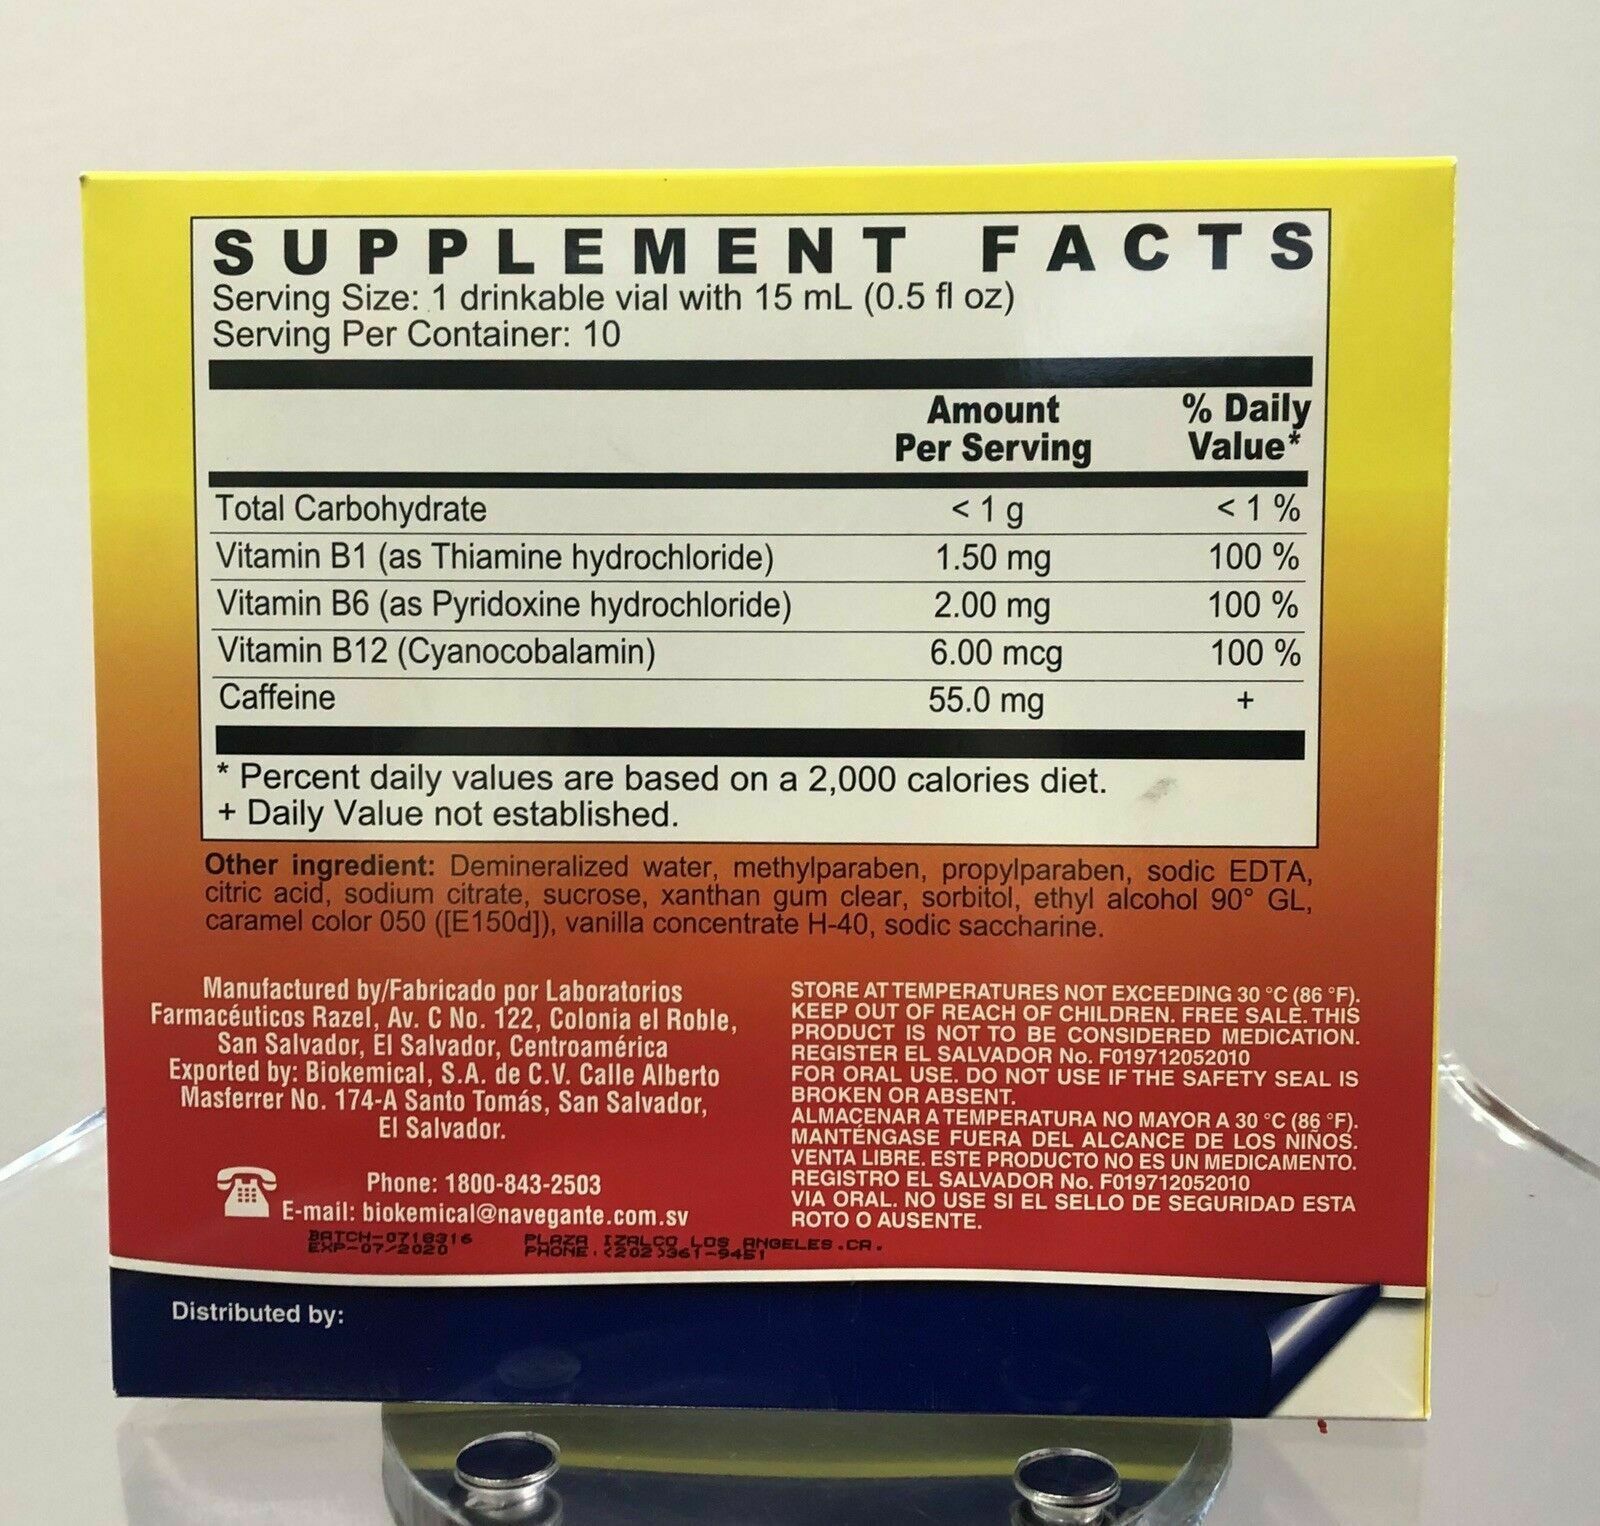 SUPPLEMENT FACTS
Serving Size: 1 drinkable vial with 15 mL (0.5 fl oz)
Serving Per Container: 10
Amount Per Serving
% Daily Value*
Total Carbohydrate < 1 g < 1 %
Vitamin B1 (as Thiamine hydrochloride) 1.50 mg 100 %
Vitamin B6 (as Pyridoxine hydrochloride) 2.00 mg 100 %
Vitamin B12 (Cyanocobalamin) 6.00 mcg 100 %
Caffeine 55.0 mg +
* Percent daily values are based on a 2,000 calories diet.
+ Daily Value not established.
Other ingredient: Demineralized water, methylparaben, propylparaben, sodic EDTA,
citric acid, sodium citrate, sucrose, xanthan gum clear, sorbitol, ethyl alcohol 90° GL,
caramel color 050 ([E150d]), vanilla concentrate H-40, sodic saccharine.
Manufactured by/Fabricado por Laboratorios
Farmacéuticos Razel, Av. C No. 122, Colonia el Roble,
San Salvador, El Salvador, Centroamérica
Exported by: Biokemical, S.A. de C.V. Calle Alberto
Masferrer No. 174-A Santo Tomás, San Salvador,
El Salvador.
Phone: 1800-843-2503
E-mail: biokemical@navegante.com.sv
STORE AT TEMPERATURES NOT EXCEEDING 30 °C (86 °F).
KEEP OUT OF REACH OF CHILDREN. FREE SALE. THIS
PRODUCT IS NOT TO BE CONSIDERED MEDICATION.
REGISTER EL SALVADOR No. F019712052010
FOR ORAL USE. DO NOT USE IF THE SAFETY SEAL IS
BROKEN OR ABSENT.
ALMACENAR A TEMPERATURA NO MAYOR A 30 °C (86 °F).
MANTÉNGASE FUERA DEL ALCANCE DE LOS NIÑOS.
VENTA LIBRE. ESTE PRODUCTO NO ES UN MEDICAMENTO.
REGISTRO EL SALVADOR No. F019712052010
VIA ORAL. NO USE SI EL SELLO DE SEGURIDAD ESTA
ROTO O AUSENTE.
BATCH-0718316
EXP-07/2020
PLAZA IZALCO LOS ANGELES.CA.
PHONE.(202)361-9451
Distributed by: